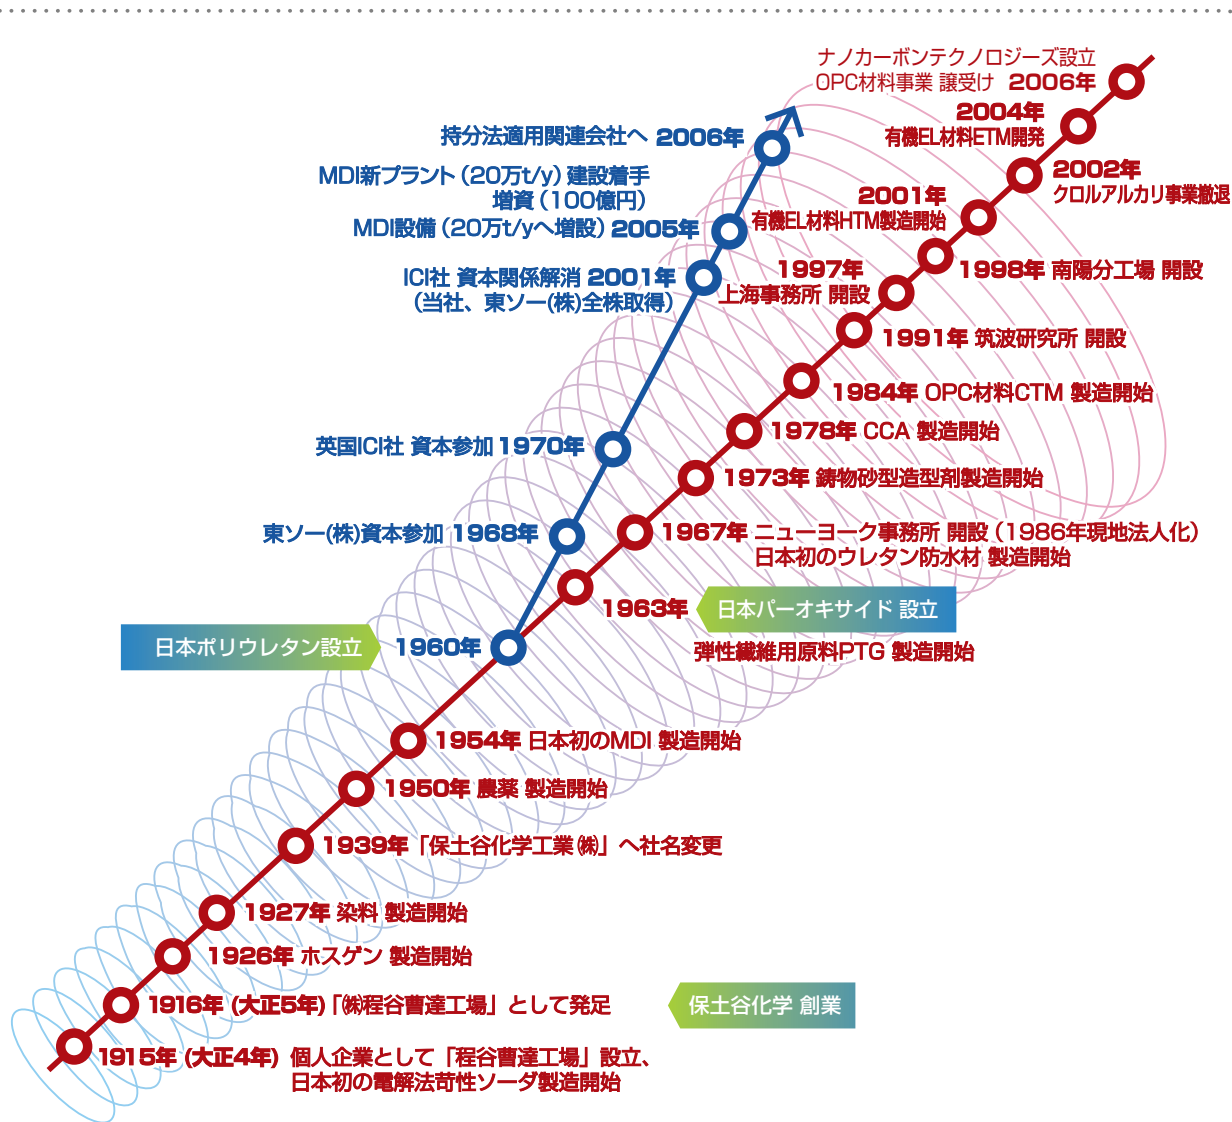 ナノカーボンテクノロジーズ設立
OPC材料事業 譲受け 2006年
2004年
有機EL材料ETM開発
2002年
クロルアルカリ事業撤退
2001年
有機EL材料HTM製造開始
1998年 南陽分工場 開設
1997年
上海事務所 開設
1991年 筑波研究所 開設
1984年 OPC材料CTM 製造開始
1978年 CCA 製造開始
1973年 鋳物砂型造型剤製造開始
1967年 ニューヨーク事務所 開設（1986年現地法人化）
日本初のウレタン防水材 製造開始
1963年 日本パーオキサイド 設立
弾性繊維用原料PTG 製造開始
持分法適用関連会社へ 2006年
MDI新プラント（20万t/y）建設着手
増資（100億円）
MDI設備（20万t/yへ増設）2005年
ICI社 資本関係解消 2001年
（当社、東ソー(株)全株取得）
英国ICI社 資本参加 1970年
東ソー(株)資本参加 1968年
日本ポリウレタン設立 1960年
1954年 日本初のMDI 製造開始
1950年 農薬 製造開始
1939年「保土谷化学工業㈱」へ社名変更
1927年 染料 製造開始
1926年 ホスゲン 製造開始
1916年 (大正5年)「㈱程谷曹達工場」として発足 保土谷化学 創業
1915年 (大正4年) 個人企業として「程谷曹達工場」設立、
日本初の電解法苛性ソーダ製造開始